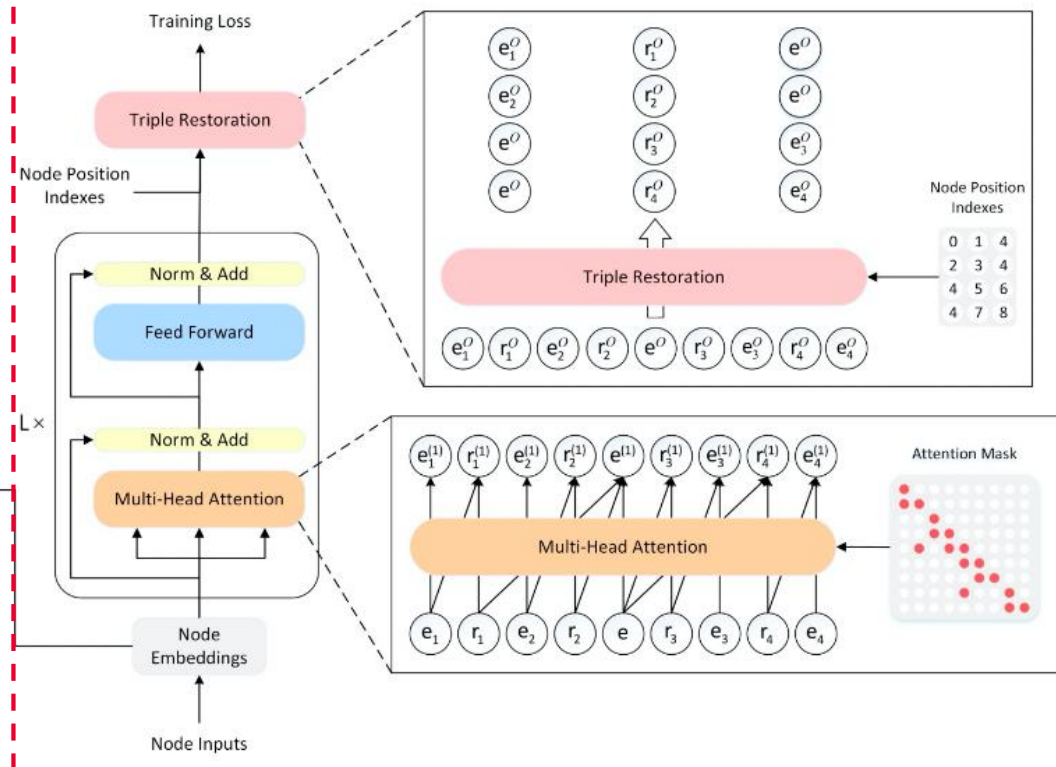 Training Loss
Triple Restoration
Node Position
Indexes
Norm & Add
Feed Forward
L×
Norm & Add
Multi-Head Attention
Node
Embeddings
Node Inputs
e₁ᴼ r₁ᴼ eᴼ
e₂ᴼ r₂ᴼ eᴼ
eᴼ r₃ᴼ e₃ᴼ
eᴼ r₄ᴼ e₄ᴼ
Node Position
Indexes
0 1 4
2 3 4
4 5 6
4 7 8
Triple Restoration
e₁ᴼ r₁ᴼ e₂ᴼ r₂ᴼ eᴼ r₃ᴼ e₃ᴼ r₄ᴼ e₄ᴼ
e₁⁽¹⁾ r₁⁽¹⁾ e₂⁽¹⁾ r₂⁽¹⁾ e⁽¹⁾ r₃⁽¹⁾ e₃⁽¹⁾ r₄⁽¹⁾ e₄⁽¹⁾
Attention Mask
Multi-Head Attention
e₁ r₁ e₂ r₂ e r₃ e₃ r₄ e₄